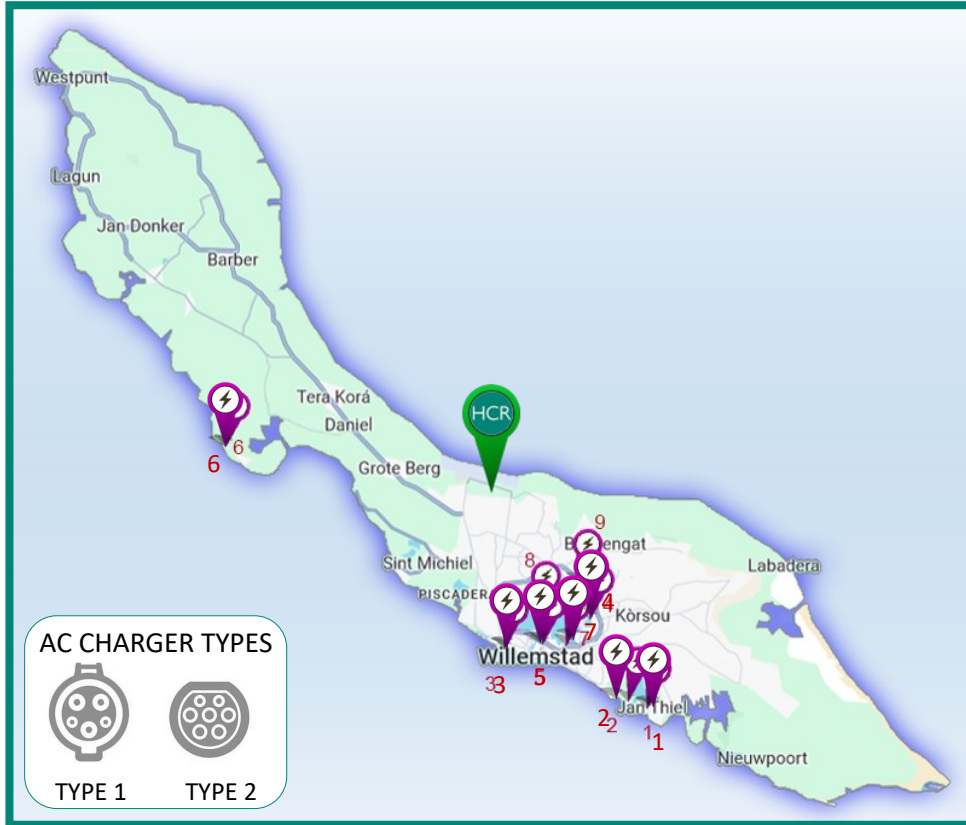 Westpunt
Lagun
Jan Donker
Barber
Tera Korá
Daniel
HCR
Grote Berg
6
6
9
Sint Michiel
8
Labadera
PISCADER
4
4
Kòrsou
7
7
Willemstad
3
3
5
Jan Thiel
2
2
1
1
Nieuwpoort
AC CHARGER TYPES
TYPE 1
TYPE 2